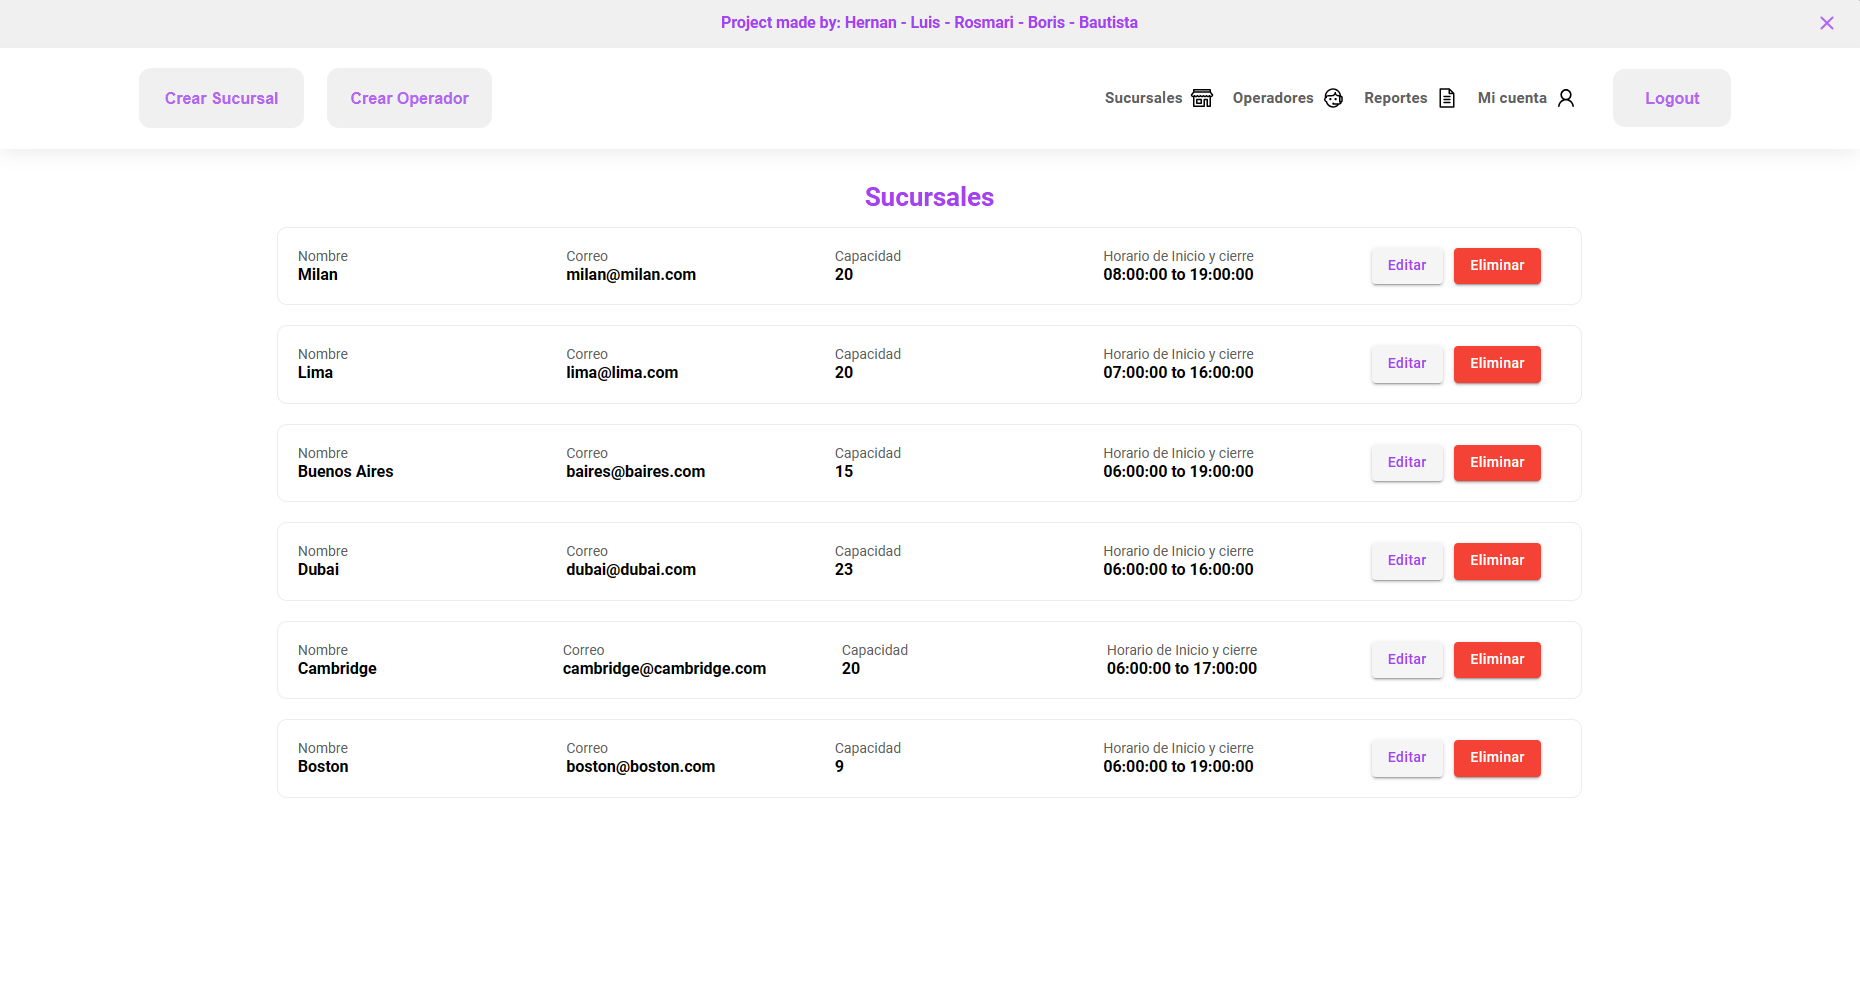 Project made by: Hernan - Luis - Rosmari - Boris - Bautista
Crear Sucursal Crear Operador Sucursales Operadores Reportes Mi cuenta Logout
Sucursales
Nombre Correo Capacidad Horario de Inicio y cierre
Milan milan@milan.com 20 08:00:00 to 19:00:00 Editar Eliminar
Nombre Correo Capacidad Horario de Inicio y cierre
Lima lima@lima.com 20 07:00:00 to 16:00:00 Editar Eliminar
Nombre Correo Capacidad Horario de Inicio y cierre
Buenos Aires baires@baires.com 15 06:00:00 to 19:00:00 Editar Eliminar
Nombre Correo Capacidad Horario de Inicio y cierre
Dubai dubai@dubai.com 23 06:00:00 to 16:00:00 Editar Eliminar
Nombre Correo Capacidad Horario de Inicio y cierre
Cambridge cambridge@cambridge.com 20 06:00:00 to 17:00:00 Editar Eliminar
Nombre Correo Capacidad Horario de Inicio y cierre
Boston boston@boston.com 9 06:00:00 to 19:00:00 Editar Eliminar